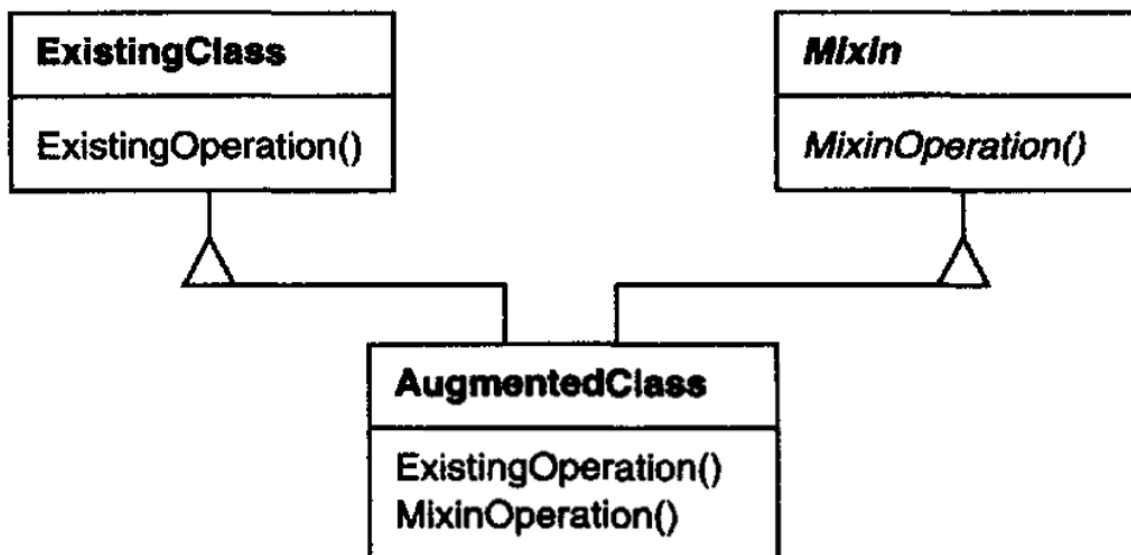 ExistingClass
ExistingOperation()
Mixin
MixinOperation()
AugmentedClass
ExistingOperation()
MixinOperation()